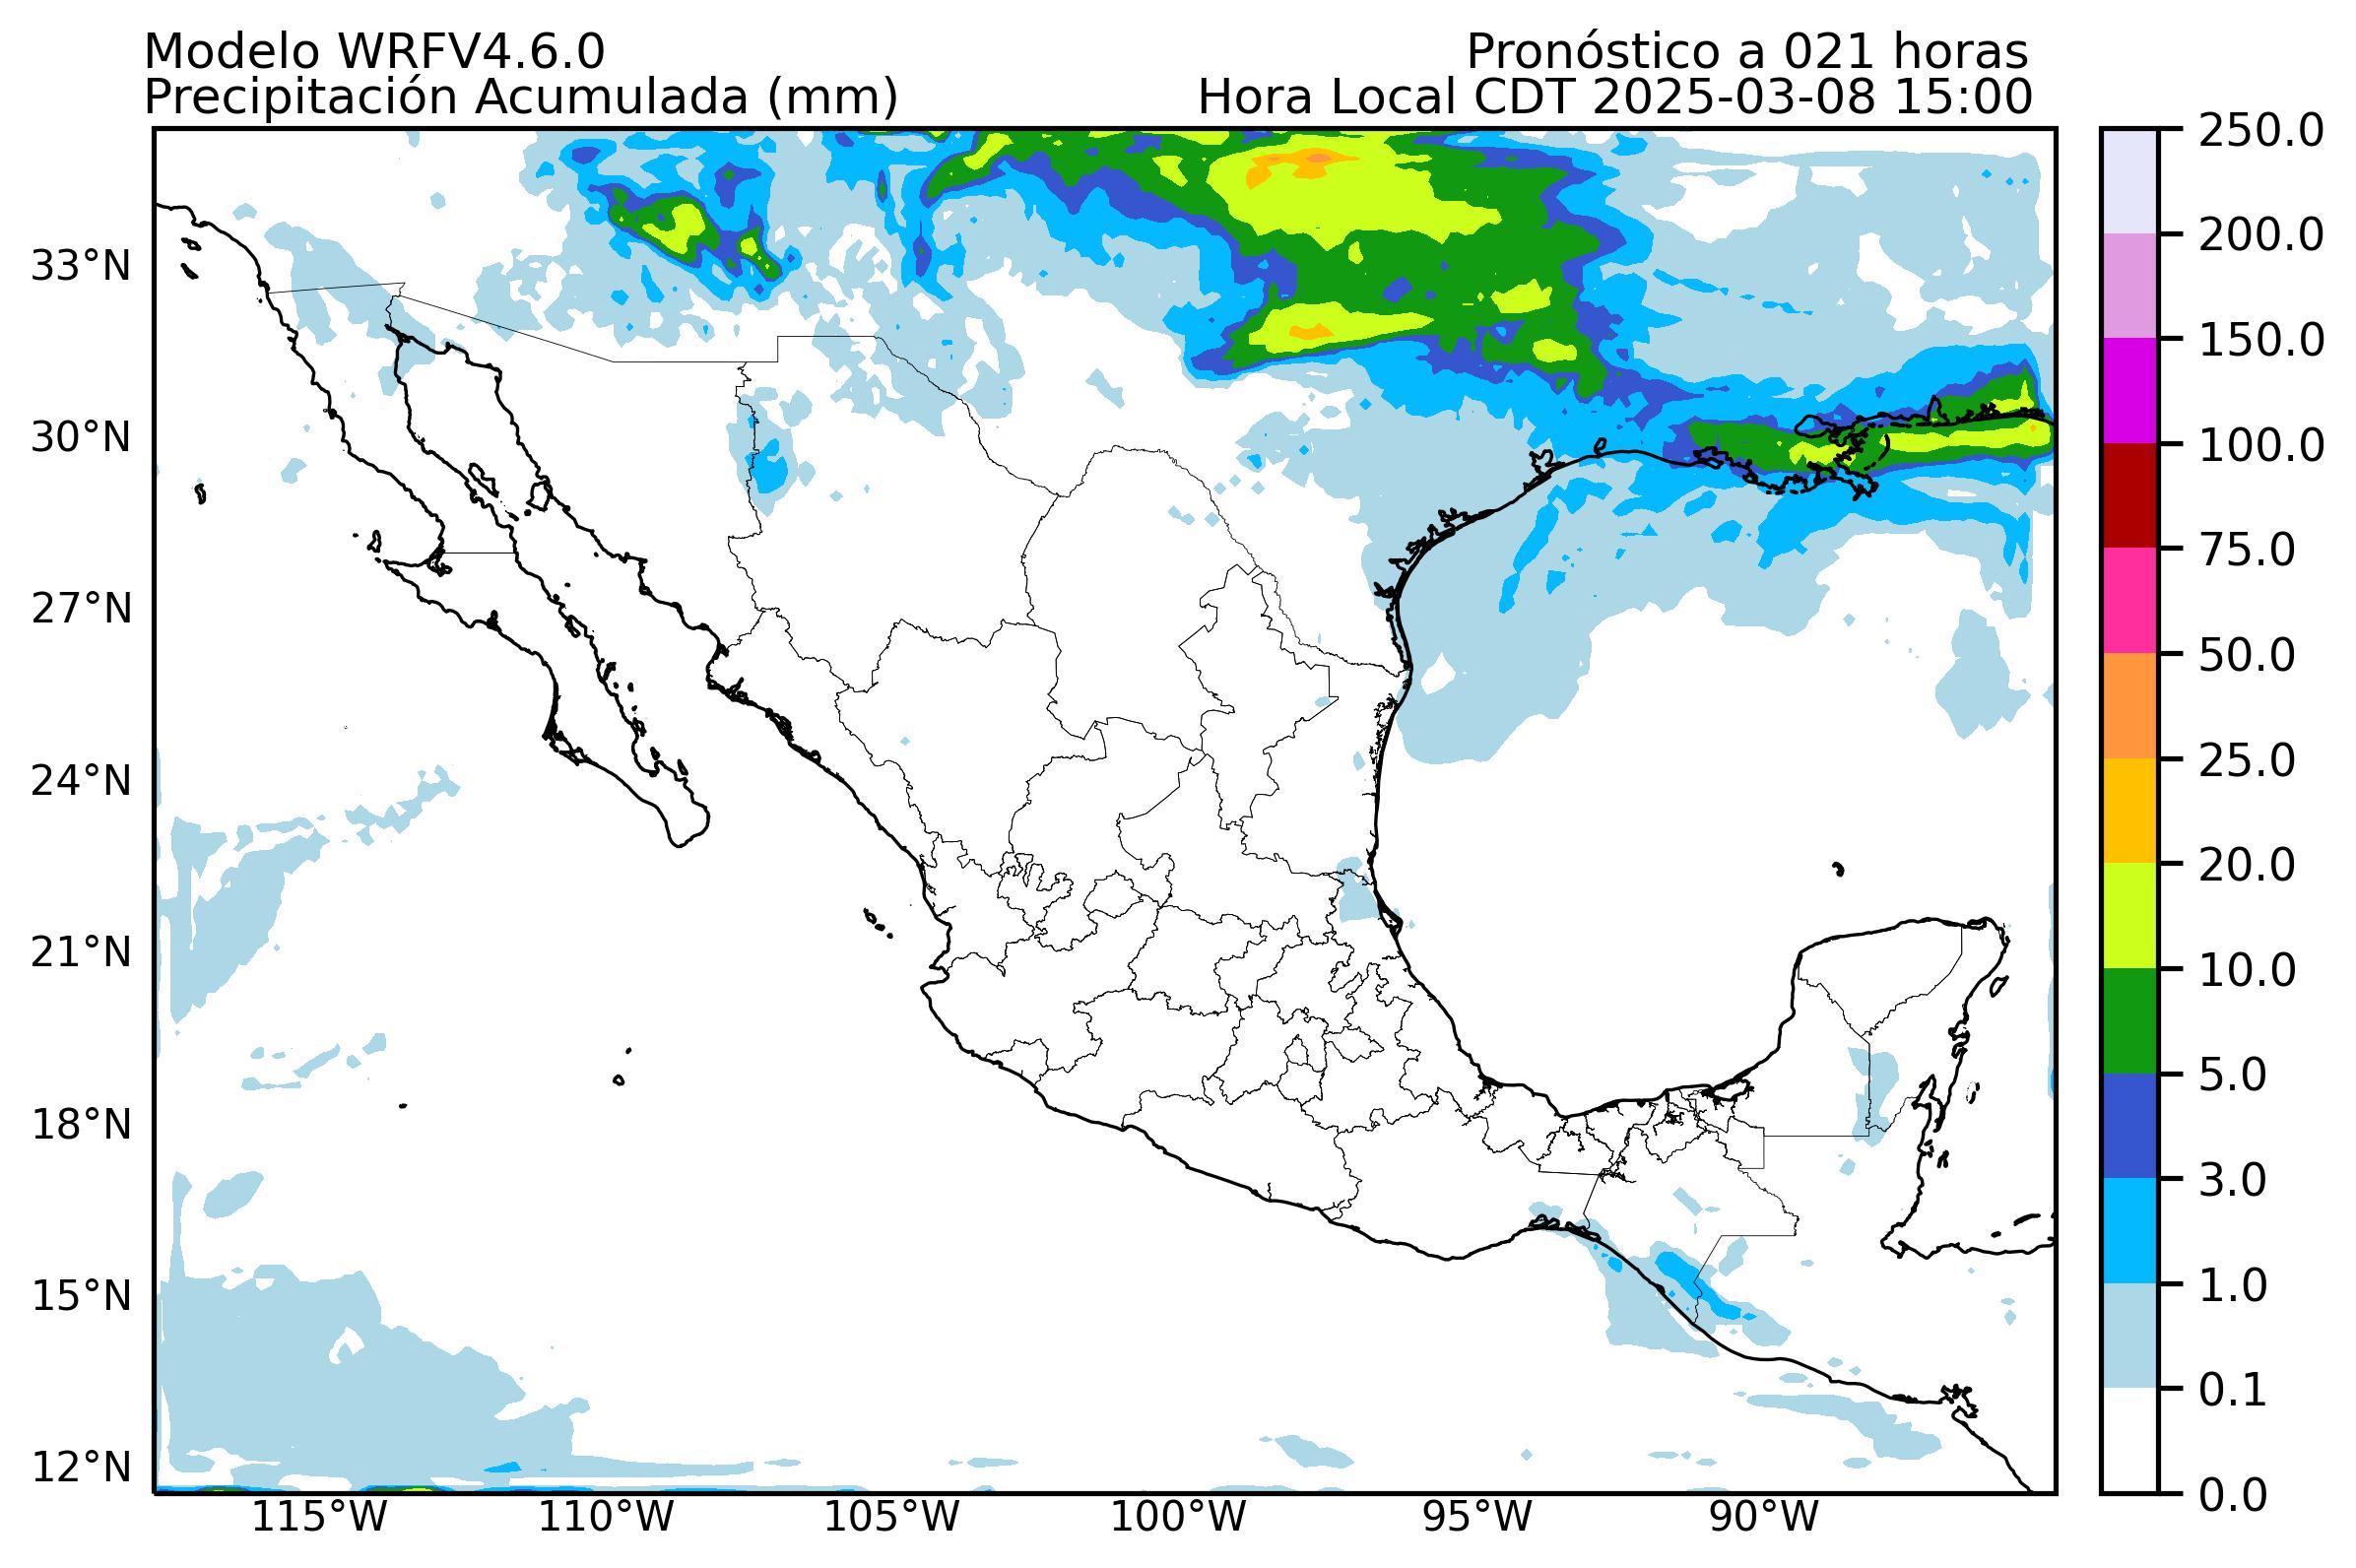 Modelo WRFV4.6.0
Pronóstico a 021 horas
Precipitación Acumulada (mm)
Hora Local CDT 2025-03-08 15:00
250.0
200.0
150.0
100.0
75.0
50.0
25.0
20.0
10.0
5.0
3.0
1.0
0.1
0.0
33°N
30°N
27°N
24°N
21°N
18°N
15°N
12°N
115°W
110°W
105°W
100°W
95°W
90°W